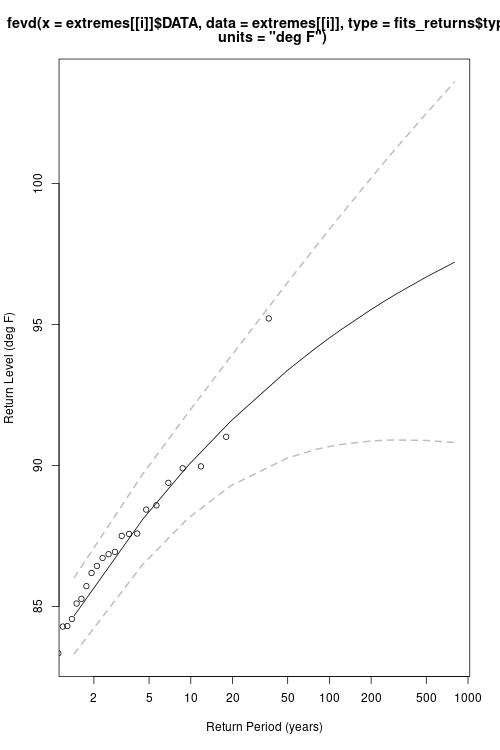 fevd(x = extremes[[i]]$DATA, data = extremes[[i]], type = fits_returns$typ
units = "deg F")
100
95
90
85
Return Level (deg F)
2 5 10 20 50 100 200 500 1000
Return Period (years)